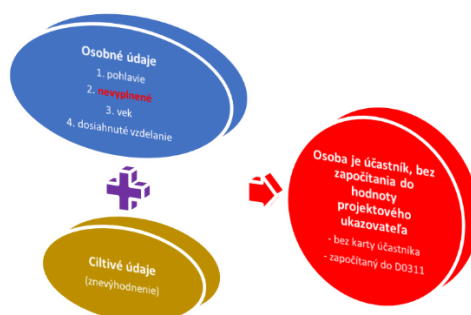 Osobné údaje
1. pohlavie
2. nevyplnené
3. vek
4. dosiahnuté vzdelanie
Ciltivé údaje
(znevýhodnenie)
Osoba je účastník, bez
započítania do
hodnoty
projektového
ukazovateľa
- bez karty účastníka
- započítaný do D0311